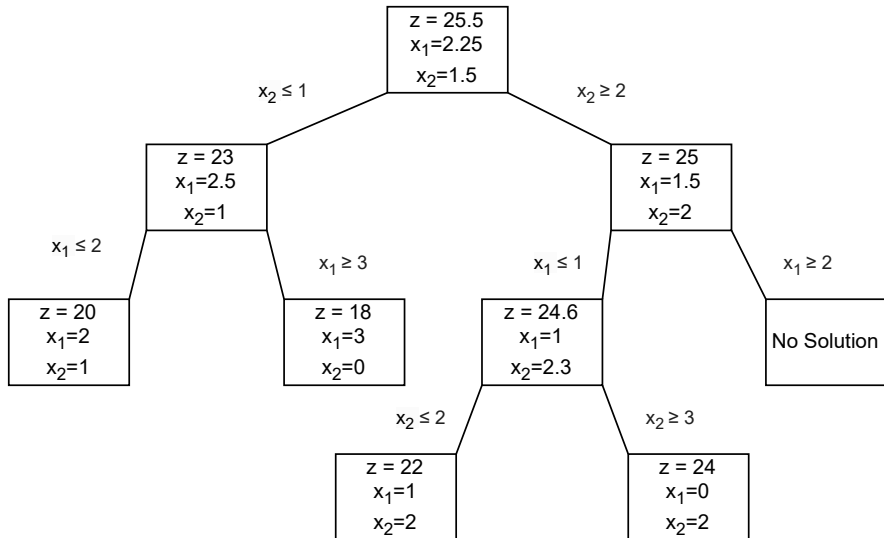 z = 25.5
x₁=2.25
x₂=1.5
x₂ ≤ 1
x₂ ≥ 2
z = 23
x₁=2.5
x₂=1
z = 25
x₁=1.5
x₂=2
x₁ ≤ 2
x₁ ≥ 3
x₁ ≤ 1
x₁ ≥ 2
z = 20
x₁=2
x₂=1
z = 18
x₁=3
x₂=0
z = 24.6
x₁=1
x₂=2.3
No Solution
x₂ ≤ 2
x₂ ≥ 3
z = 22
x₁=1
x₂=2
z = 24
x₁=0
x₂=2